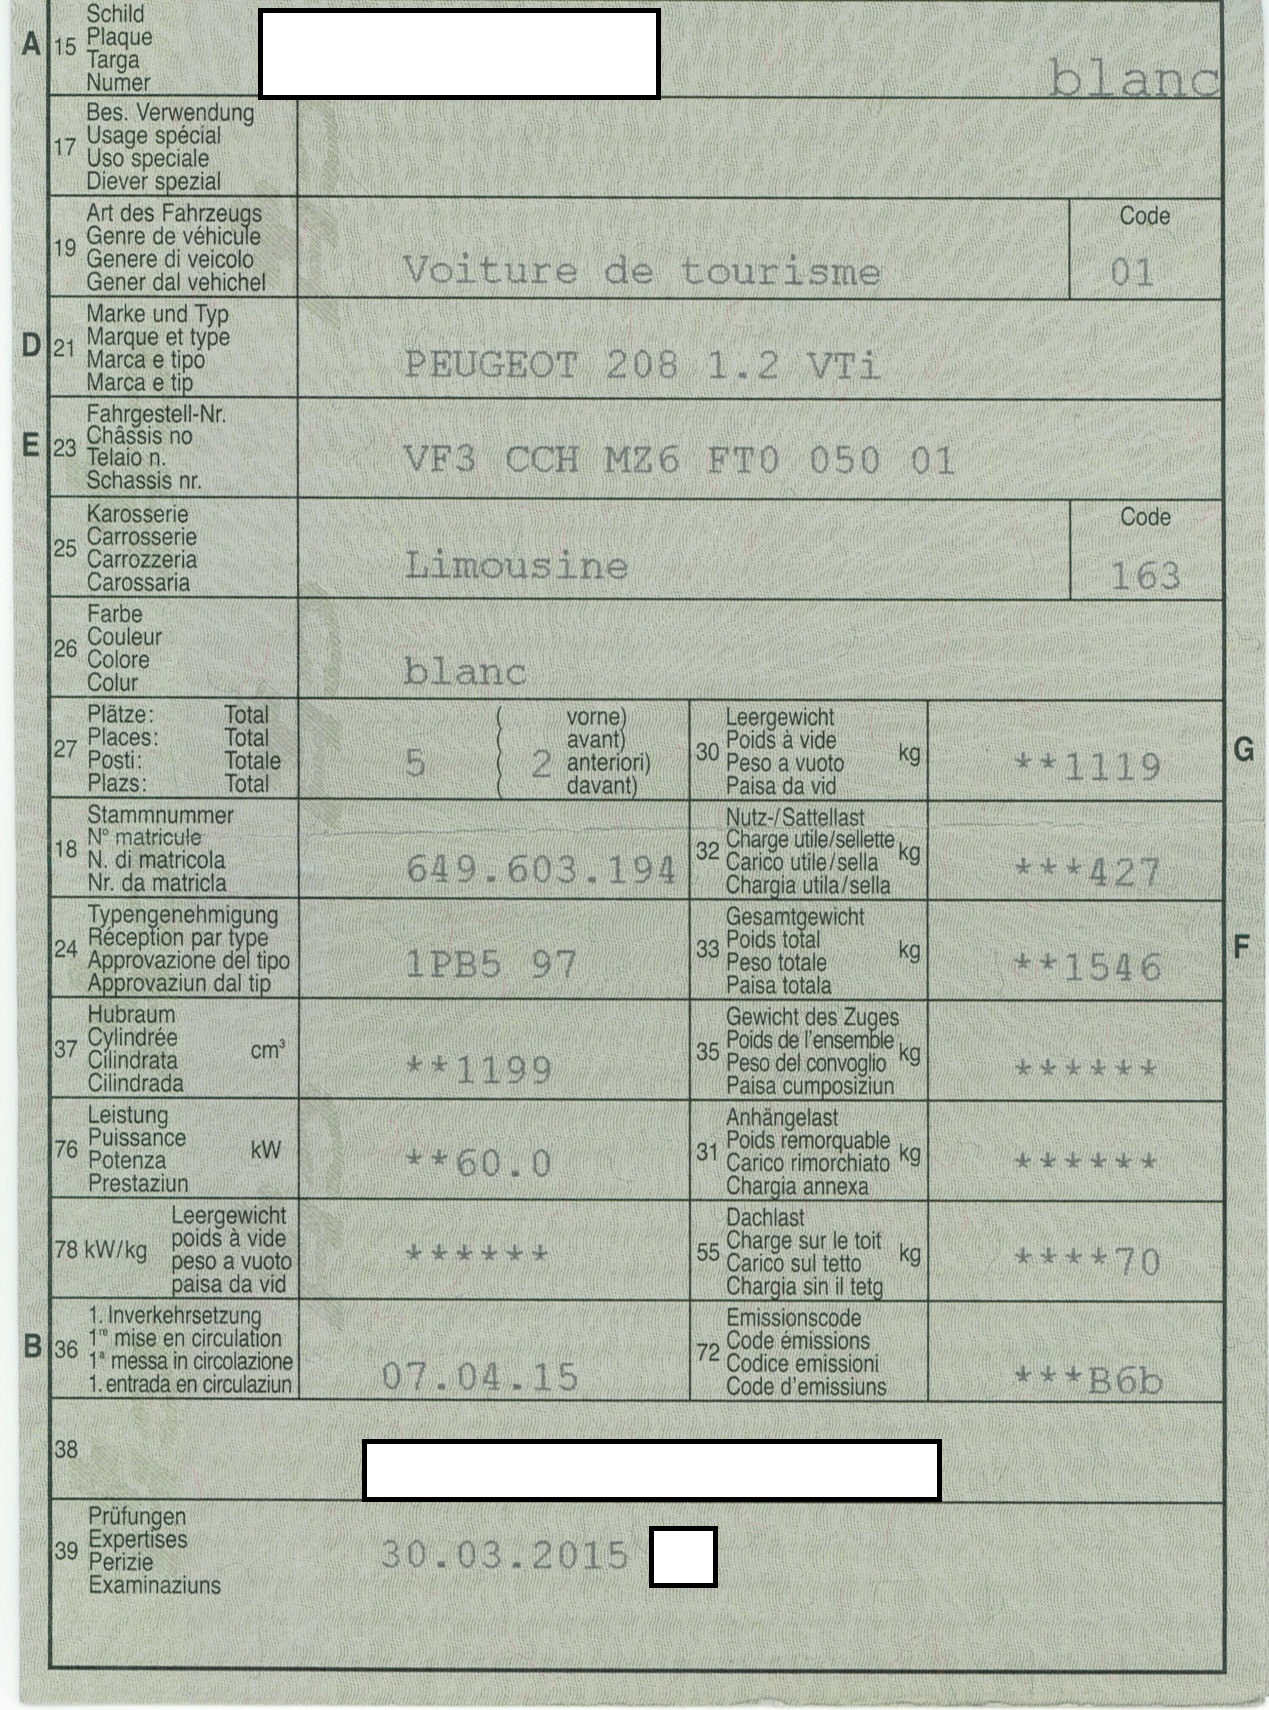 A 15 Schild
Plaque
Targa
Numer
blanc
17 Bes. Verwendung
Usage spécial
Uso speciale
Diever spezial
19 Art des Fahrzeugs
Genre de véhicule
Genere di veicolo
Gener dal vehichel
Voiture de tourisme
Code
01
D 21 Marke und Typ
Marque et type
Marca e tipo
Marca e tip
PEUGEOT 208 1.2 VTi
E 23 Fahrgestell-Nr.
Châssis no
Telaio n.
Schassis nr.
VF3 CCH MZ6 FT0 050 01
25 Karosserie
Carrosserie
Carrozzeria
Carossaria
Limousine
Code
163
26 Farbe
Couleur
Colore
Colur
blanc
27 Plätze: Total
Places: Total
Posti: Totale
Plazs: Total
5 ( 2 vorne)
( avant)
( anteriori)
( davant)
30 Leergewicht
Poids à vide kg
Peso a vuoto
Paisa da vid
**1119
G
18 Stammnummer
N° matricule
N. di matricola
Nr. da matricla
649.603.194
32 Nutz-/Sattellast
Charge utile/sellette kg
Carico utile/sella
Chargia utila/sella
***427
24 Typengenehmigung
Réception par type
Approvazione del tipo
Approvaziun dal tip
1PB5 97
33 Gesamtgewicht
Poids total kg
Peso totale
Paisa totala
**1546
F
37 Hubraum
Cylindrée cm³
Cilindrata
Cilindrada
**1199
35 Gewicht des Zuges
Poids de l'ensemble kg
Peso del convoglio
Paisa cumposiziun
******
76 Leistung
Puissance kW
Potenza
Prestaziun
**60.0
31 Anhängelast
Poids remorquable kg
Carico rimorchiato
Chargia annexa
******
78 kW/kg Leergewicht
poids à vide
peso a vuoto
paisa da vid
******
55 Dachlast
Charge sur le toit kg
Carico sul tetto
Chargia sin il tetg
****70
B 36 1. Inverkehrsetzung
1re mise en circulation
1a messa in circolazione
1. entrada en circulaziun
07.04.15
72 Emissionscode
Code émissions
Codice emissioni
Code d'emissiuns
***B6b
38
39 Prüfungen
Expertises
Perizie
Examinaziuns
30.03.2015